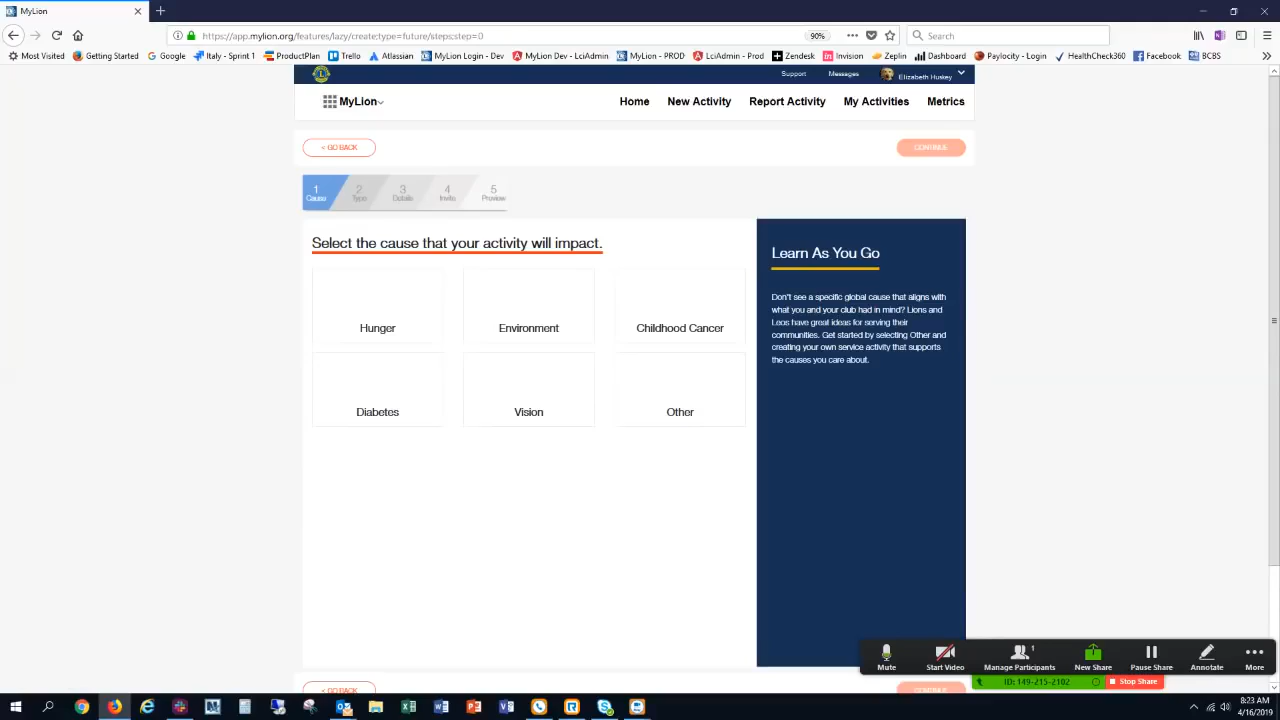 MyLion
https://app.mylion.org/features/lazy/create;type=future/steps;step=0
90%
Search
Most Visited
Getting Started
Google
Italy - Sprint 1
ProductPlan
Trello
Atlassian
MyLion Login - Dev
MyLion Dev - LciAdmin
MyLion - PROD
LciAdmin - Prod
Zendesk
Invision
Zeplin
Dashboard
Paylocity - Login
HealthCheck360
Facebook
BCBS
Support
Messages
Elizabeth Huskey
MyLion
Home
New Activity
Report Activity
My Activities
Metrics
< GO BACK
CONTINUE
1
Cause
2
Type
3
Details
4
Invite
5
Preview
Select the cause that your activity will impact.
Hunger
Environment
Childhood Cancer
Diabetes
Vision
Other
Learn As You Go
Don't see a specific global cause that aligns with
what you and your club had in mind? Lions and
Leos have great ideas for serving their
communities. Get started by selecting Other and
creating your own service activity that supports
the causes you care about.
< GO BACK
CONTINUE
Mute
Start Video
1
Manage Participants
New Share
Pause Share
Annotate
More
ID: 149-215-2102
Stop Share
8:23 AM
4/16/2019